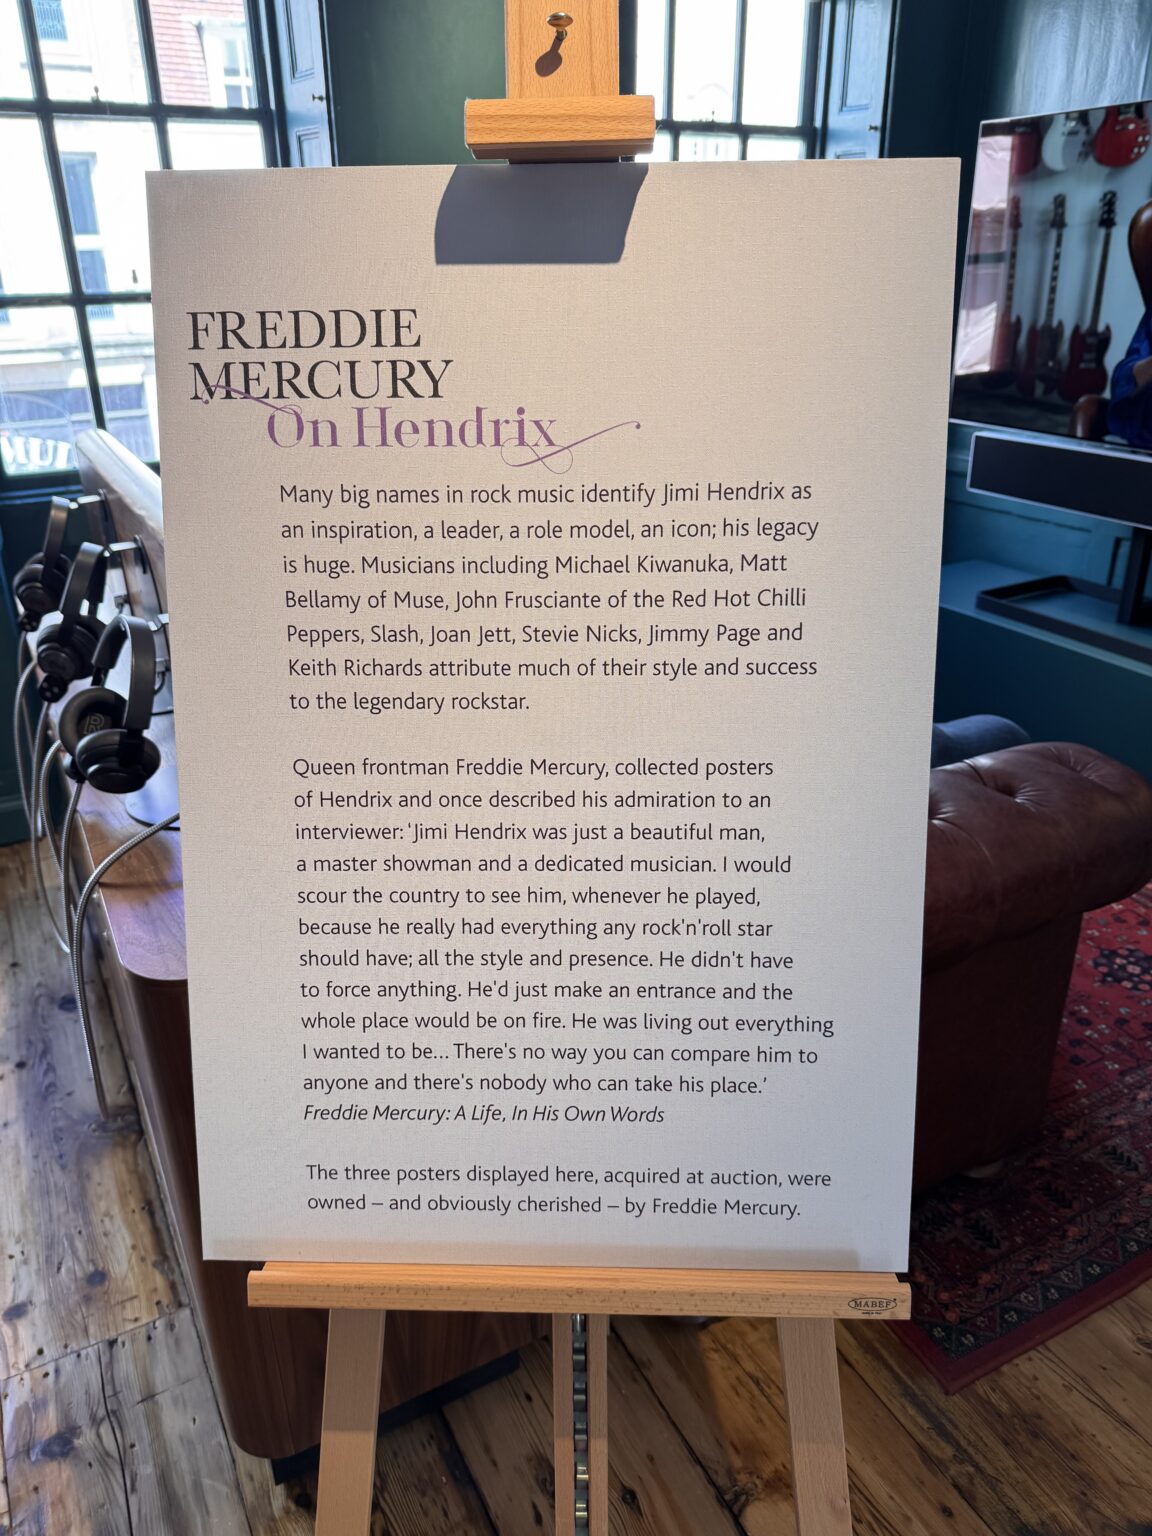 FREDDIE
MERCURY
On Hendrix
Many big names in rock music identify Jimi Hendrix as
an inspiration, a leader, a role model, an icon; his legacy
is huge. Musicians including Michael Kiwanuka, Matt
Bellamy of Muse, John Frusciante of the Red Hot Chilli
Peppers, Slash, Joan Jett, Stevie Nicks, Jimmy Page and
Keith Richards attribute much of their style and success
to the legendary rockstar.
Queen frontman Freddie Mercury, collected posters
of Hendrix and once described his admiration to an
interviewer: ‘Jimi Hendrix was just a beautiful man,
a master showman and a dedicated musician. I would
scour the country to see him, whenever he played,
because he really had everything any rock'n'roll star
should have; all the style and presence. He didn't have
to force anything. He'd just make an entrance and the
whole place would be on fire. He was living out everything
I wanted to be... There's no way you can compare him to
anyone and there's nobody who can take his place.’
Freddie Mercury: A Life, In His Own Words
The three posters displayed here, acquired at auction, were
owned – and obviously cherished – by Freddie Mercury.
MABEF